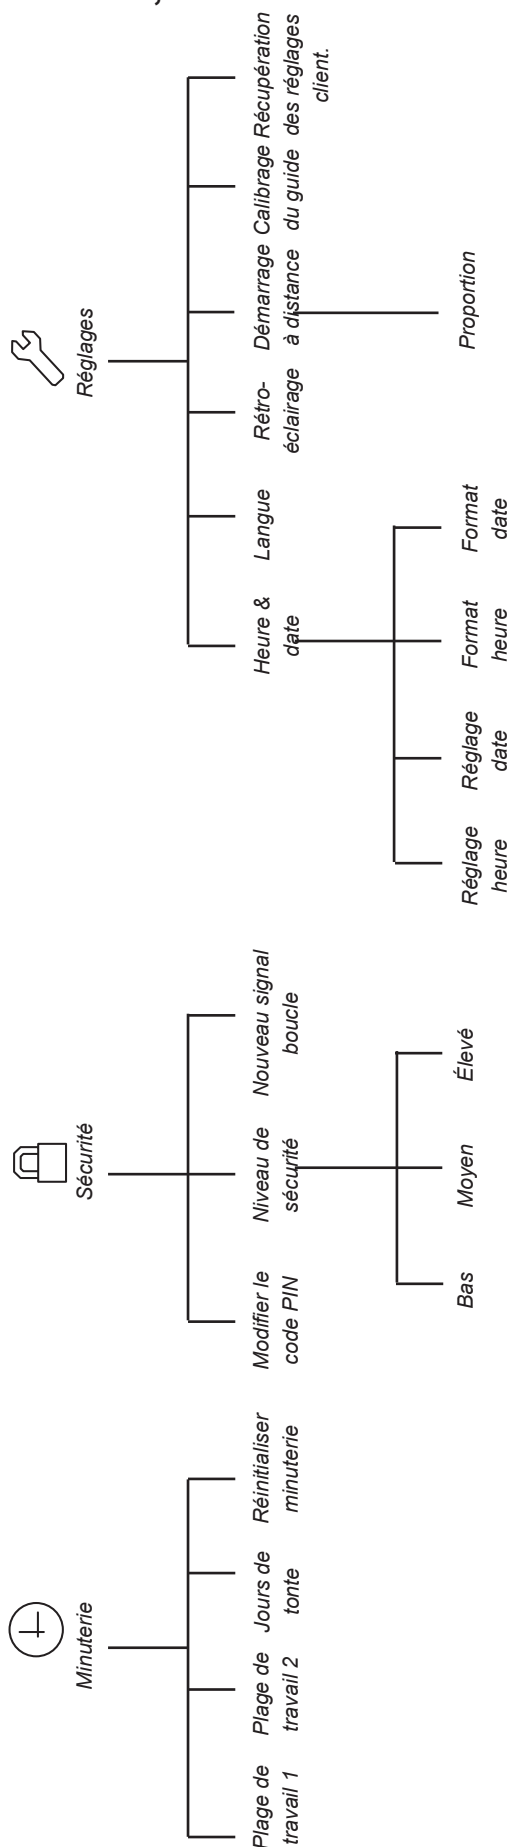 Minuterie
Plage de
travail 1
Plage de
travail 2
Jours de
tonte
Réinitialiser
minuterie
Sécurité
Modifier le
code PIN
Niveau de
sécurité
Nouveau signal
boucle
Bas
Moyen
Élevé
Réglages
Heure &
date
Langue
Rétro-
éclairage
Démarrage
à distance
Calibrage
du guide
Récupération
des réglages
client.
Réglage
heure
Réglage
date
Format
heure
Format
date
Proportion